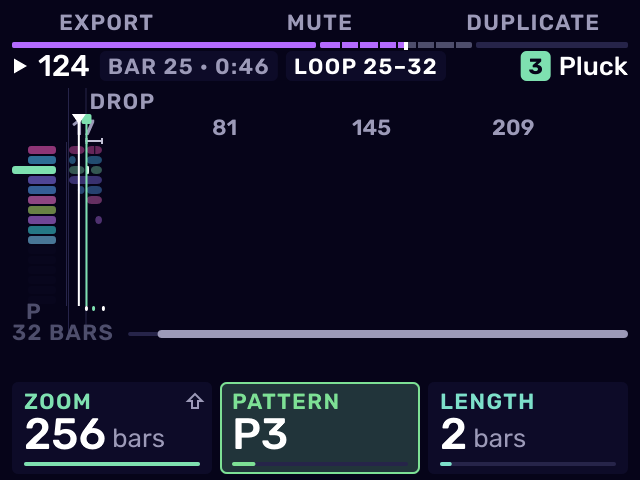 EXPORT MUTE DUPLICATE
124 BAR 25 • 0:46 LOOP 25–32 3 Pluck
DROP
17 81 145 209
P
32 BARS
ZOOM PATTERN LENGTH
256 bars P3 2 bars